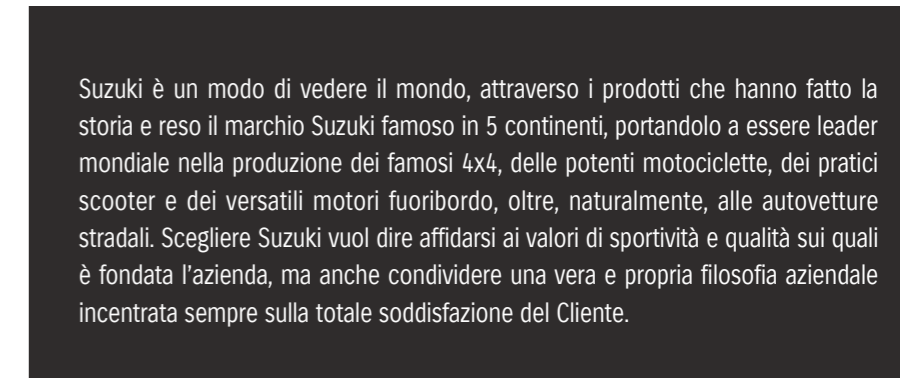 Suzuki è un modo di vedere il mondo, attraverso i prodotti che hanno fatto la
storia e reso il marchio Suzuki famoso in 5 continenti, portandolo a essere leader
mondiale nella produzione dei famosi 4x4, delle potenti motociclette, dei pratici
scooter e dei versatili motori fuoribordo, oltre, naturalmente, alle autovetture
stradali. Scegliere Suzuki vuol dire affidarsi ai valori di sportività e qualità sui quali
è fondata l’azienda, ma anche condividere una vera e propria filosofia aziendale
incentrata sempre sulla totale soddisfazione del Cliente.